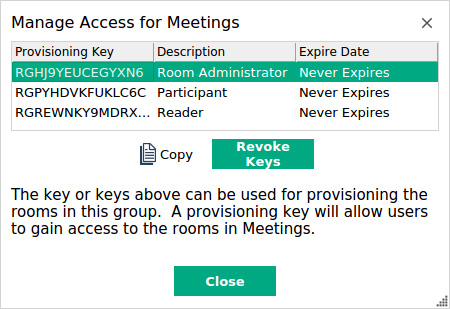 Manage Access for Meetings
Provisioning Key Description Expire Date
RGHJ9YEUCEGYXN6 Room Administrator Never Expires
RGPYHDVKFUKLC6C Participant Never Expires
RGREWNKY9MDRX... Reader Never Expires
Copy
Revoke
Keys
The key or keys above can be used for provisioning the
rooms in this group.  A provisioning key will allow users
to gain access to the rooms in Meetings.
Close